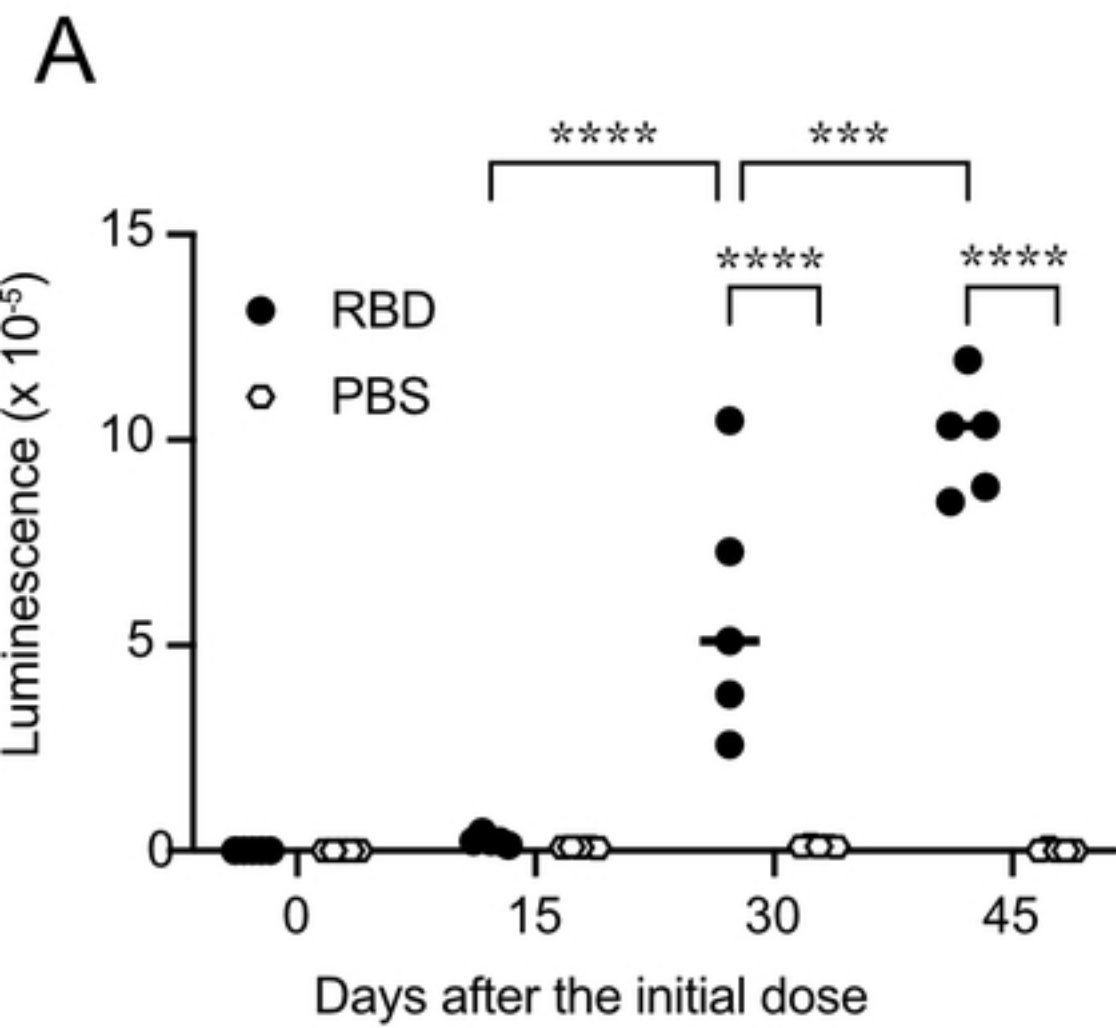 A
**** ***
15
**** ****
RBD
PBS
10
5
0
Luminescence (x 10-5)
0 15 30 45
Days after the initial dose